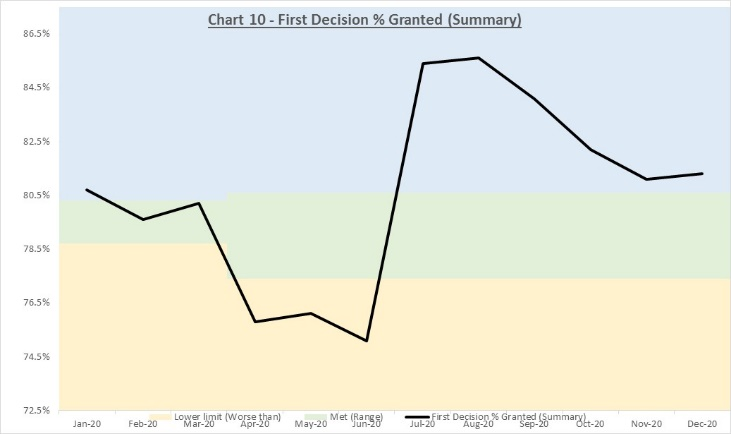 Chart 10 - First Decision % Granted (Summary)
86.5%
84.5%
82.5%
80.5%
78.5%
76.5%
74.5%
72.5%
Lower limit (Worse than) Met (Range) First Decision % Granted (Summary)
Jan-20 Feb-20 Mar-20 Apr-20 May-20 Jun-20 Jul-20 Aug-20 Sep-20 Oct-20 Nov-20 Dec-20